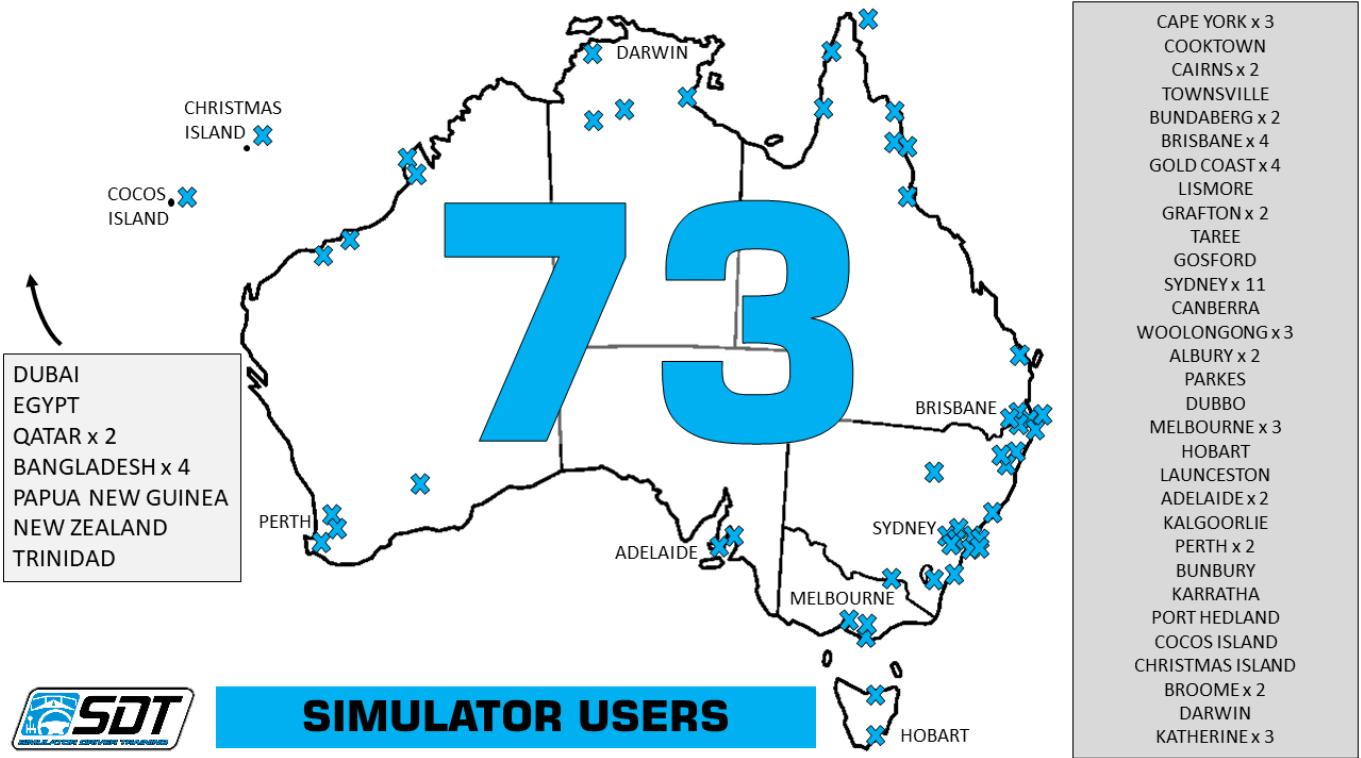 DARWIN
CHRISTMAS
ISLAND
COCOS
ISLAND
73
DUBAI
EGYPT
QATAR x 2
BANGLADESH x 4
PAPUA NEW GUINEA
NEW ZEALAND
TRINIDAD
BRISBANE
PERTH
SYDNEY
ADELAIDE
MELBOURNE
HOBART
SDT
SIMULATOR DRIVER TRAINING
SIMULATOR USERS
CAPE YORK x 3
COOKTOWN
CAIRNS x 2
TOWNSVILLE
BUNDABERG x 2
BRISBANE x 4
GOLD COAST x 4
LISMORE
GRAFTON x 2
TAREE
GOSFORD
SYDNEY x 11
CANBERRA
WOOLONGONG x 3
ALBURY x 2
PARKES
DUBBO
MELBOURNE x 3
HOBART
LAUNCESTON
ADELAIDE x 2
KALGOORLIE
PERTH x 2
BUNBURY
KARRATHA
PORT HEDLAND
COCOS ISLAND
CHRISTMAS ISLAND
BROOME x 2
DARWIN
KATHERINE x 3